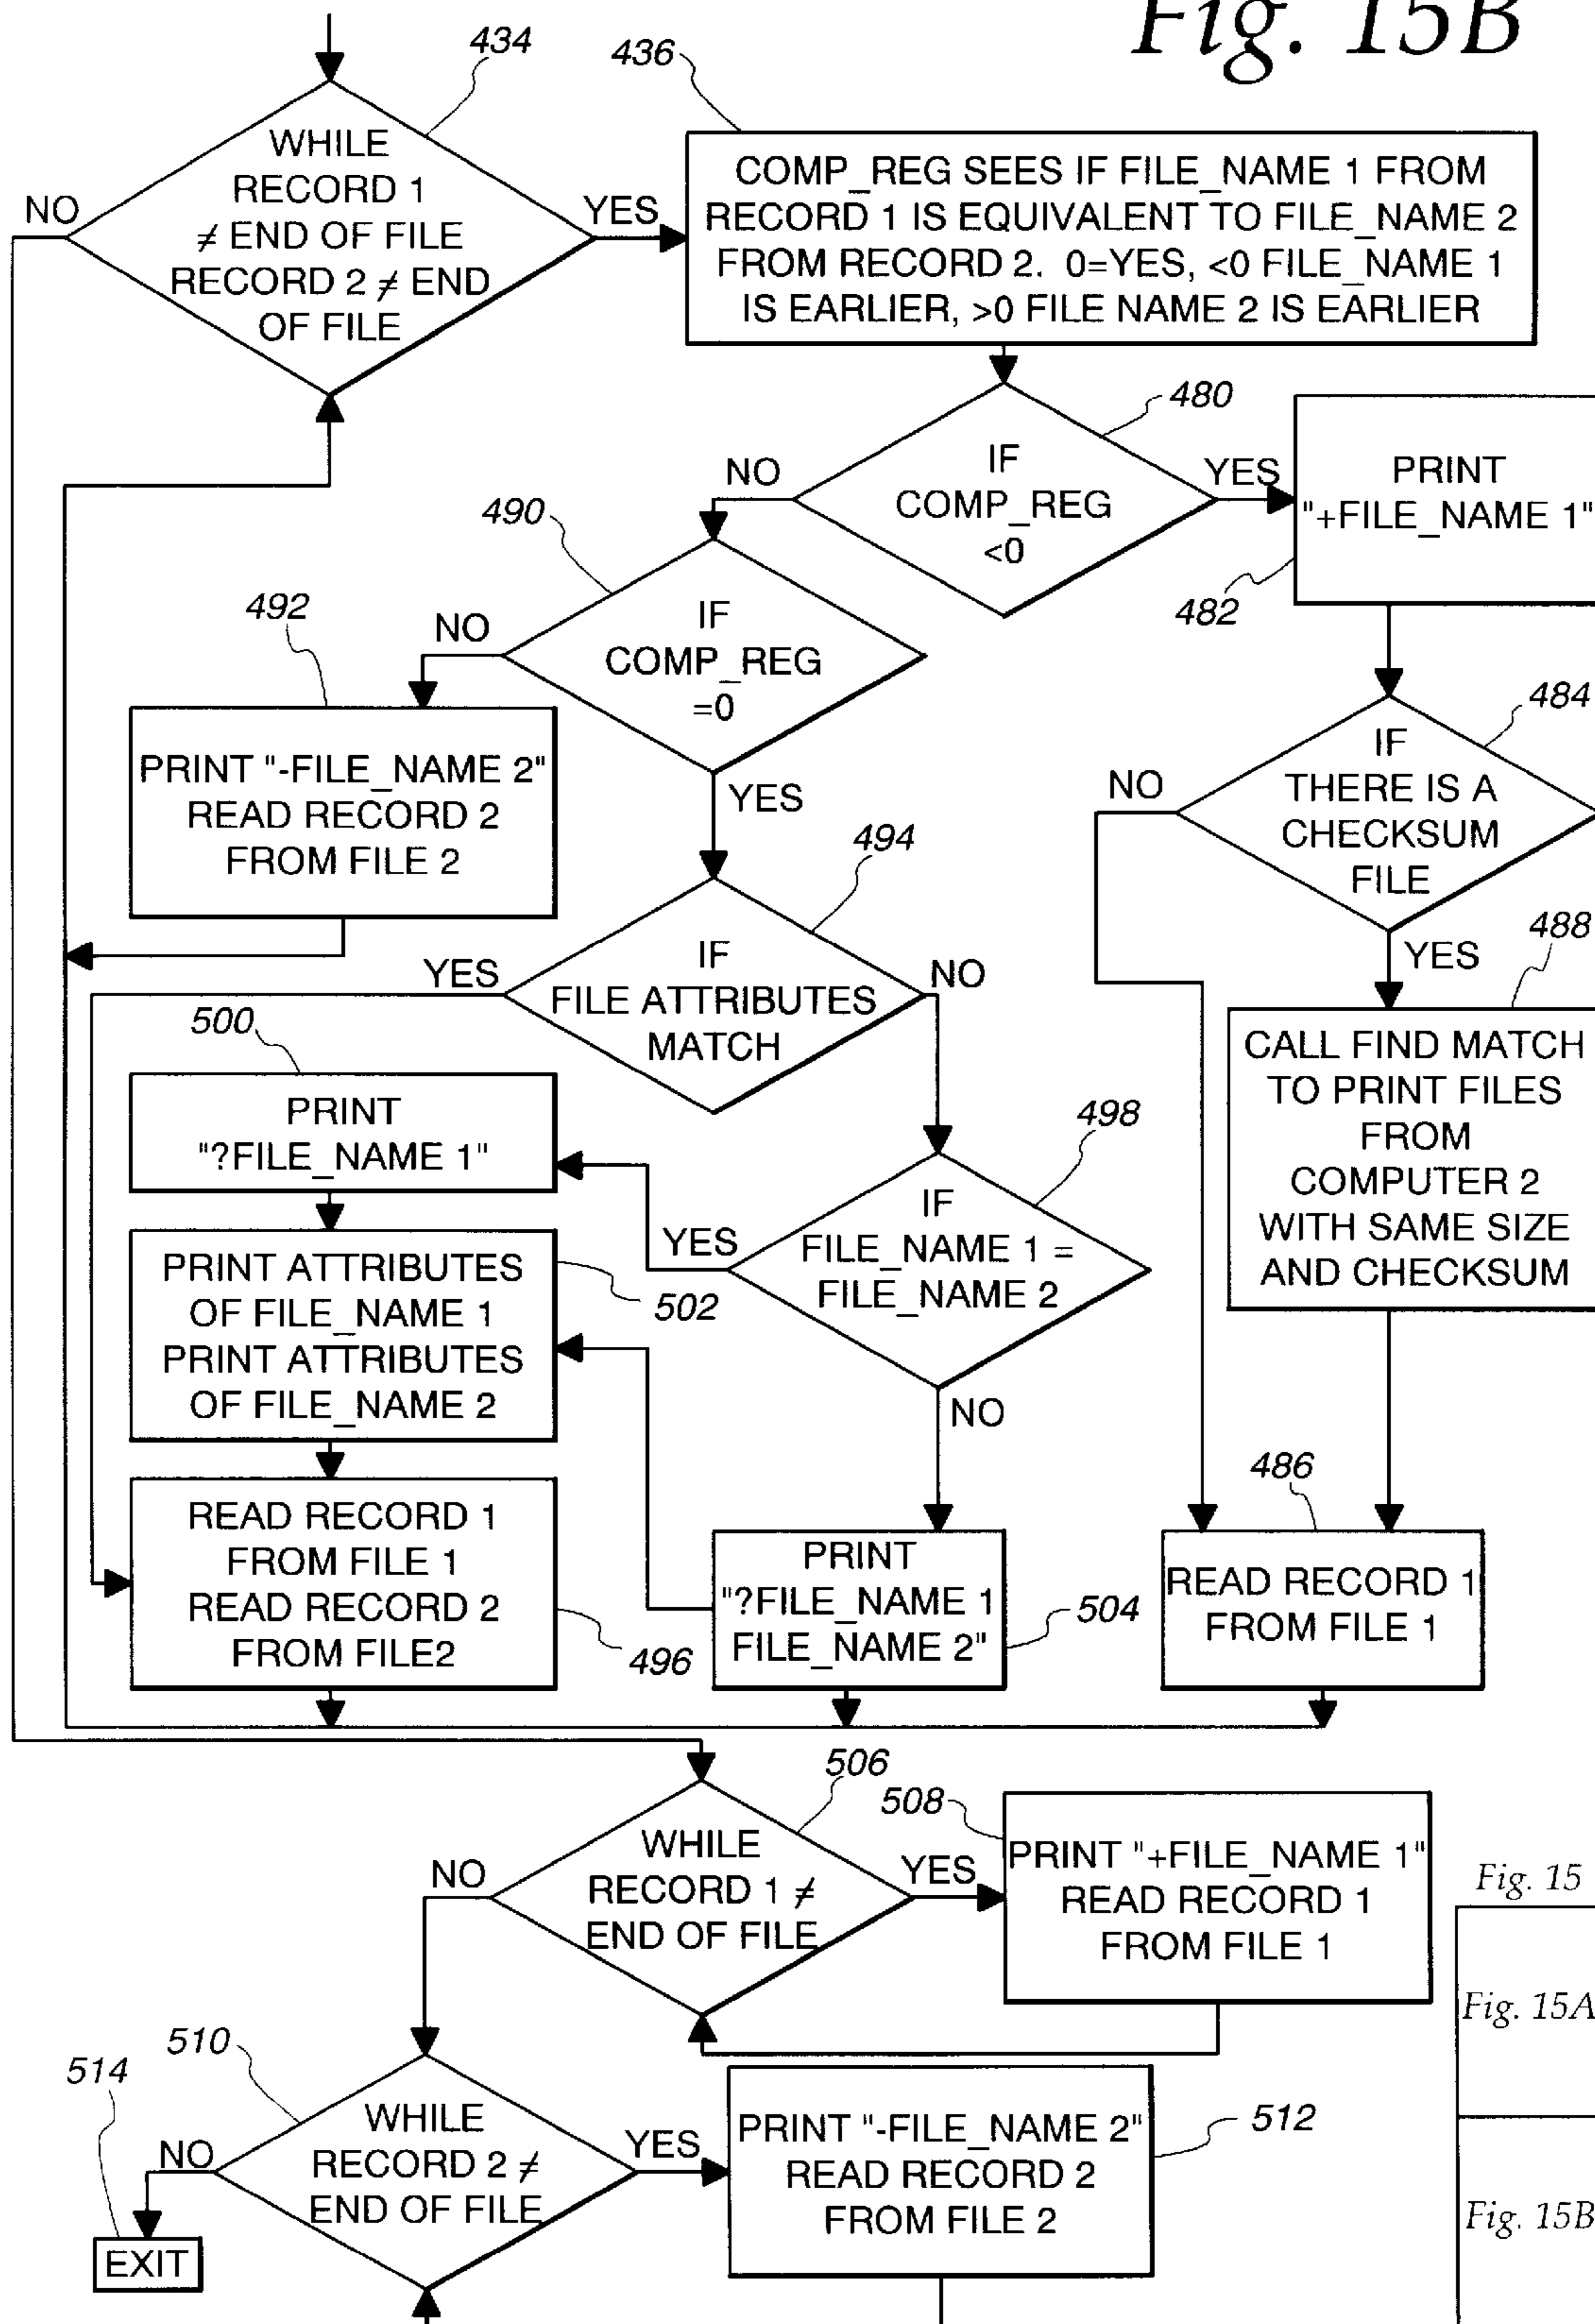 Fig. 15B
434
436
WHILE
RECORD 1
≠ END OF FILE
RECORD 2 ≠ END
OF FILE
NO
YES
COMP_REG SEES IF FILE_NAME 1 FROM
RECORD 1 IS EQUIVALENT TO FILE_NAME 2
FROM RECORD 2. 0=YES, <0 FILE_NAME 1
IS EARLIER, >0 FILE NAME 2 IS EARLIER
480
IF
COMP_REG
<0
NO
YES
PRINT
"+FILE_NAME 1"
482
490
IF
COMP_REG
=0
NO
YES
492
PRINT "-FILE_NAME 2"
READ RECORD 2
FROM FILE 2
484
IF
THERE IS A
CHECKSUM
FILE
NO
YES
488
CALL FIND MATCH
TO PRINT FILES
FROM
COMPUTER 2
WITH SAME SIZE
AND CHECKSUM
494
IF
FILE ATTRIBUTES
MATCH
YES
NO
500
PRINT
"?FILE_NAME 1"
498
IF
FILE_NAME 1 =
FILE_NAME 2
YES
NO
PRINT ATTRIBUTES
OF FILE_NAME 1
PRINT ATTRIBUTES
OF FILE_NAME 2
502
READ RECORD 1
FROM FILE 1
READ RECORD 2
FROM FILE2
496
PRINT
"?FILE_NAME 1
FILE_NAME 2"
504
486
READ RECORD 1
FROM FILE 1
506
WHILE
RECORD 1 ≠
END OF FILE
NO
YES
508
PRINT "+FILE_NAME 1"
READ RECORD 1
FROM FILE 1
510
WHILE
RECORD 2 ≠
END OF FILE
NO
YES
514
EXIT
PRINT "-FILE_NAME 2"
READ RECORD 2
FROM FILE 2
512
Fig. 15
Fig. 15A
Fig. 15B